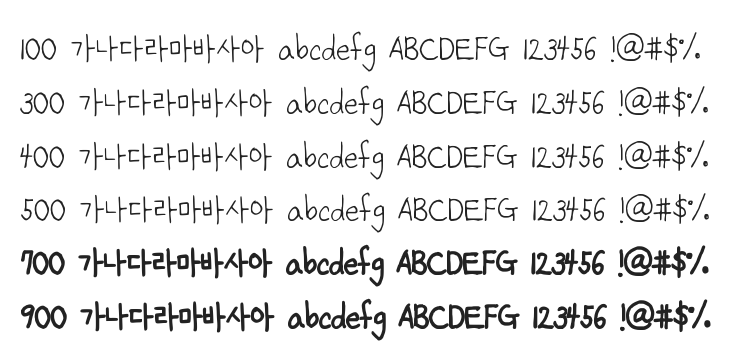 100 가나다라마바사아 abcdefg ABCDEFG 123456 !@#$%
300 가나다라마바사아 abcdefg ABCDEFG 123456 !@#$%
400 가나다라마바사아 abcdefg ABCDEFG 123456 !@#$%
500 가나다라마바사아 abcdefg ABCDEFG 123456 !@#$%
700 가나다라마바사아 abcdefg ABCDEFG 123456 !@#$%
900 가나다라마바사아 abcdefg ABCDEFG 123456 !@#$%